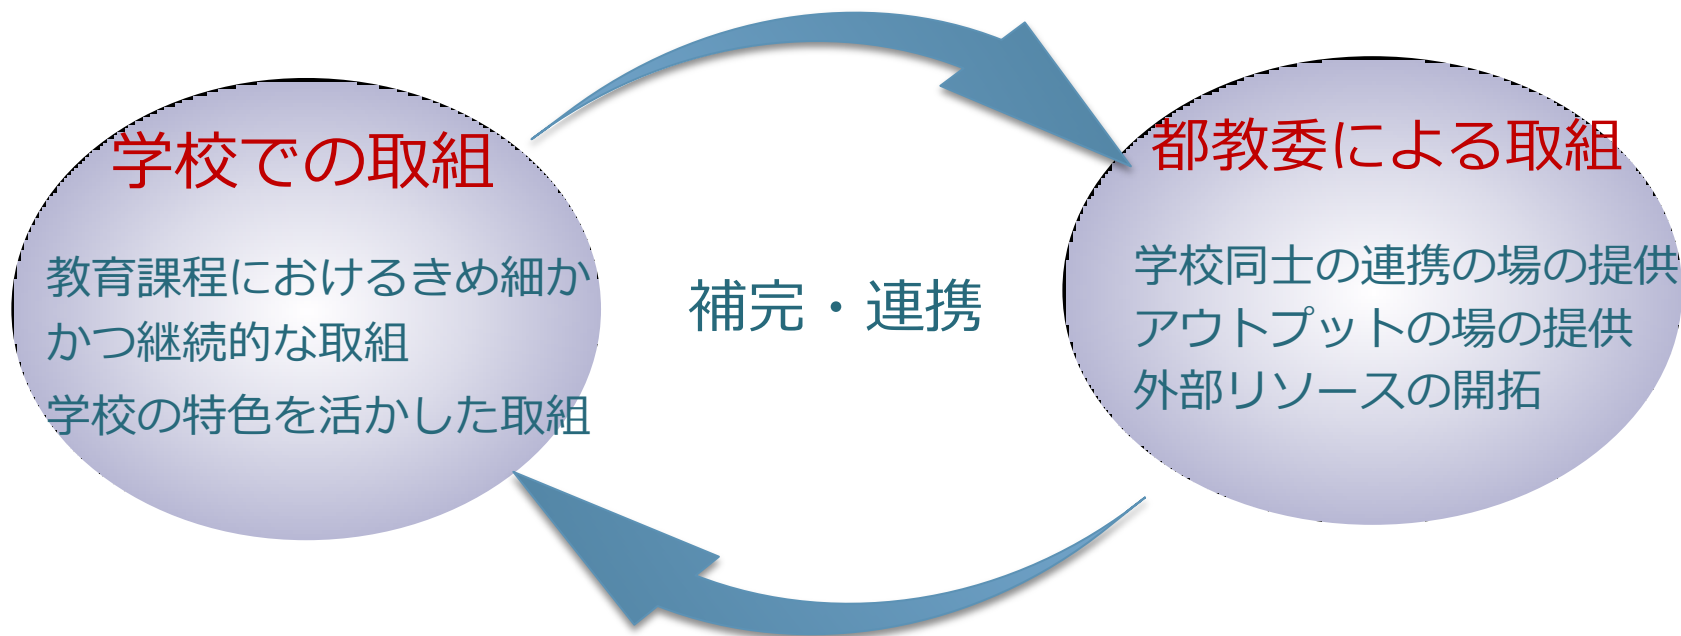 学校での取組
教育課程におけるきめ細か
かつ継続的な取組
学校の特色を活かした取組
補完・連携
都教委による取組
学校同士の連携の場の提供
アウトプットの場の提供
外部リソースの開拓